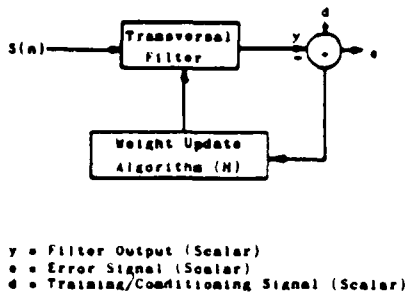 d
S(n)
Transversal
Filter
y
-
+
e
Weight Update
Algorithm (M)
y = Filter Output (Scalar)
e = Error Signal (Scalar)
d = Training/Conditioning Signal (Scalar)